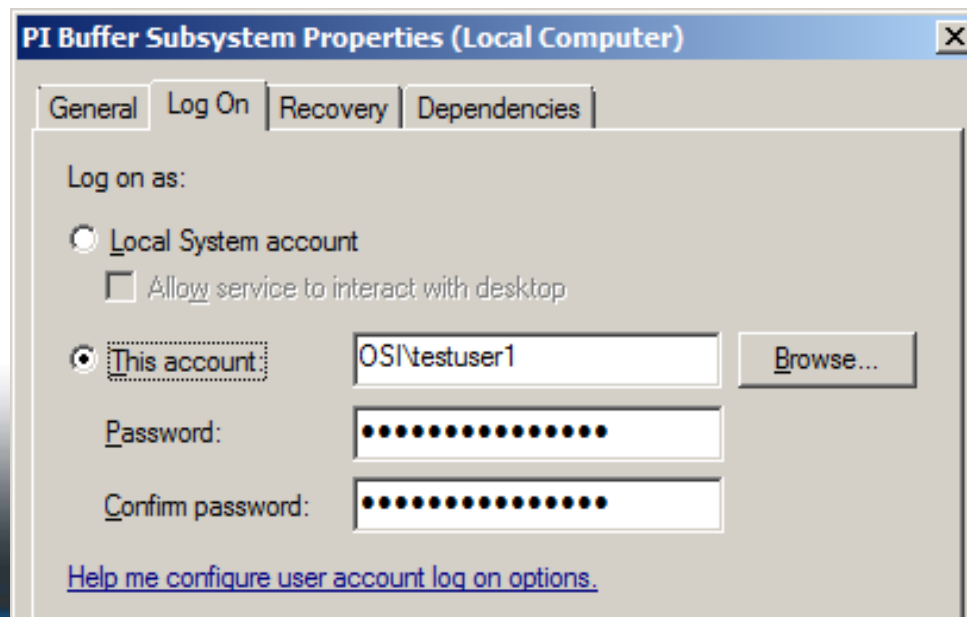 PI Buffer Subsystem Properties (Local Computer)
General Log On Recovery Dependencies
Log on as:
Local System account
Allow service to interact with desktop
This account: OSI\testuser1 Browse...
Password: ●●●●●●●●●●●●●●●
Confirm password: ●●●●●●●●●●●●●●●
Help me configure user account log on options.